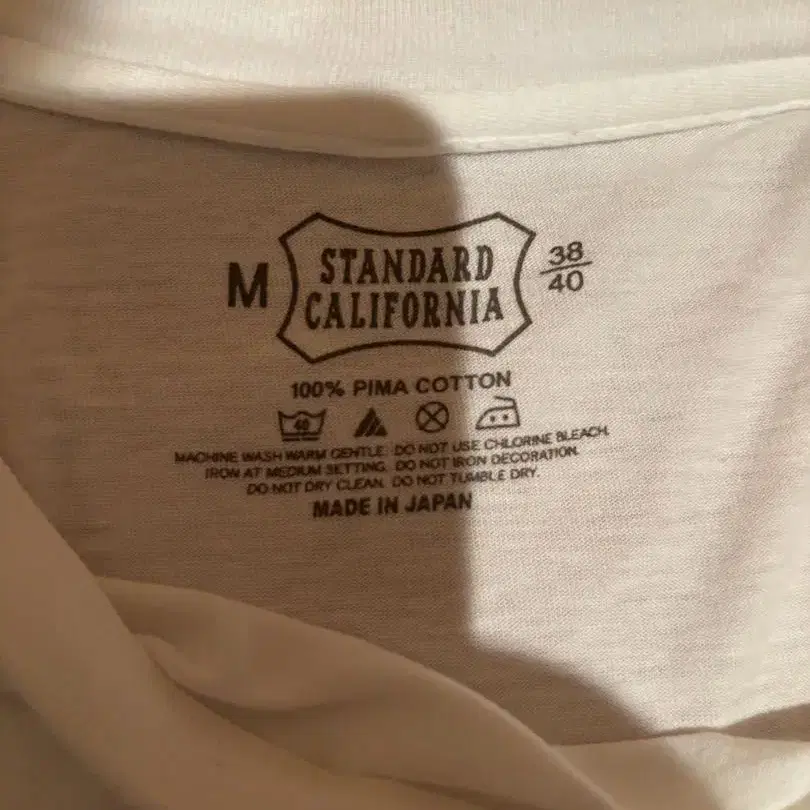 M
STANDARD
CALIFORNIA
38
40
100% PIMA COTTON
40
MACHINE WASH WARM GENTLE. DO NOT USE CHLORINE BLEACH.
IRON AT MEDIUM SETTING. DO NOT IRON DECORATION.
DO NOT DRY CLEAN. DO NOT TUMBLE DRY.
MADE IN JAPAN